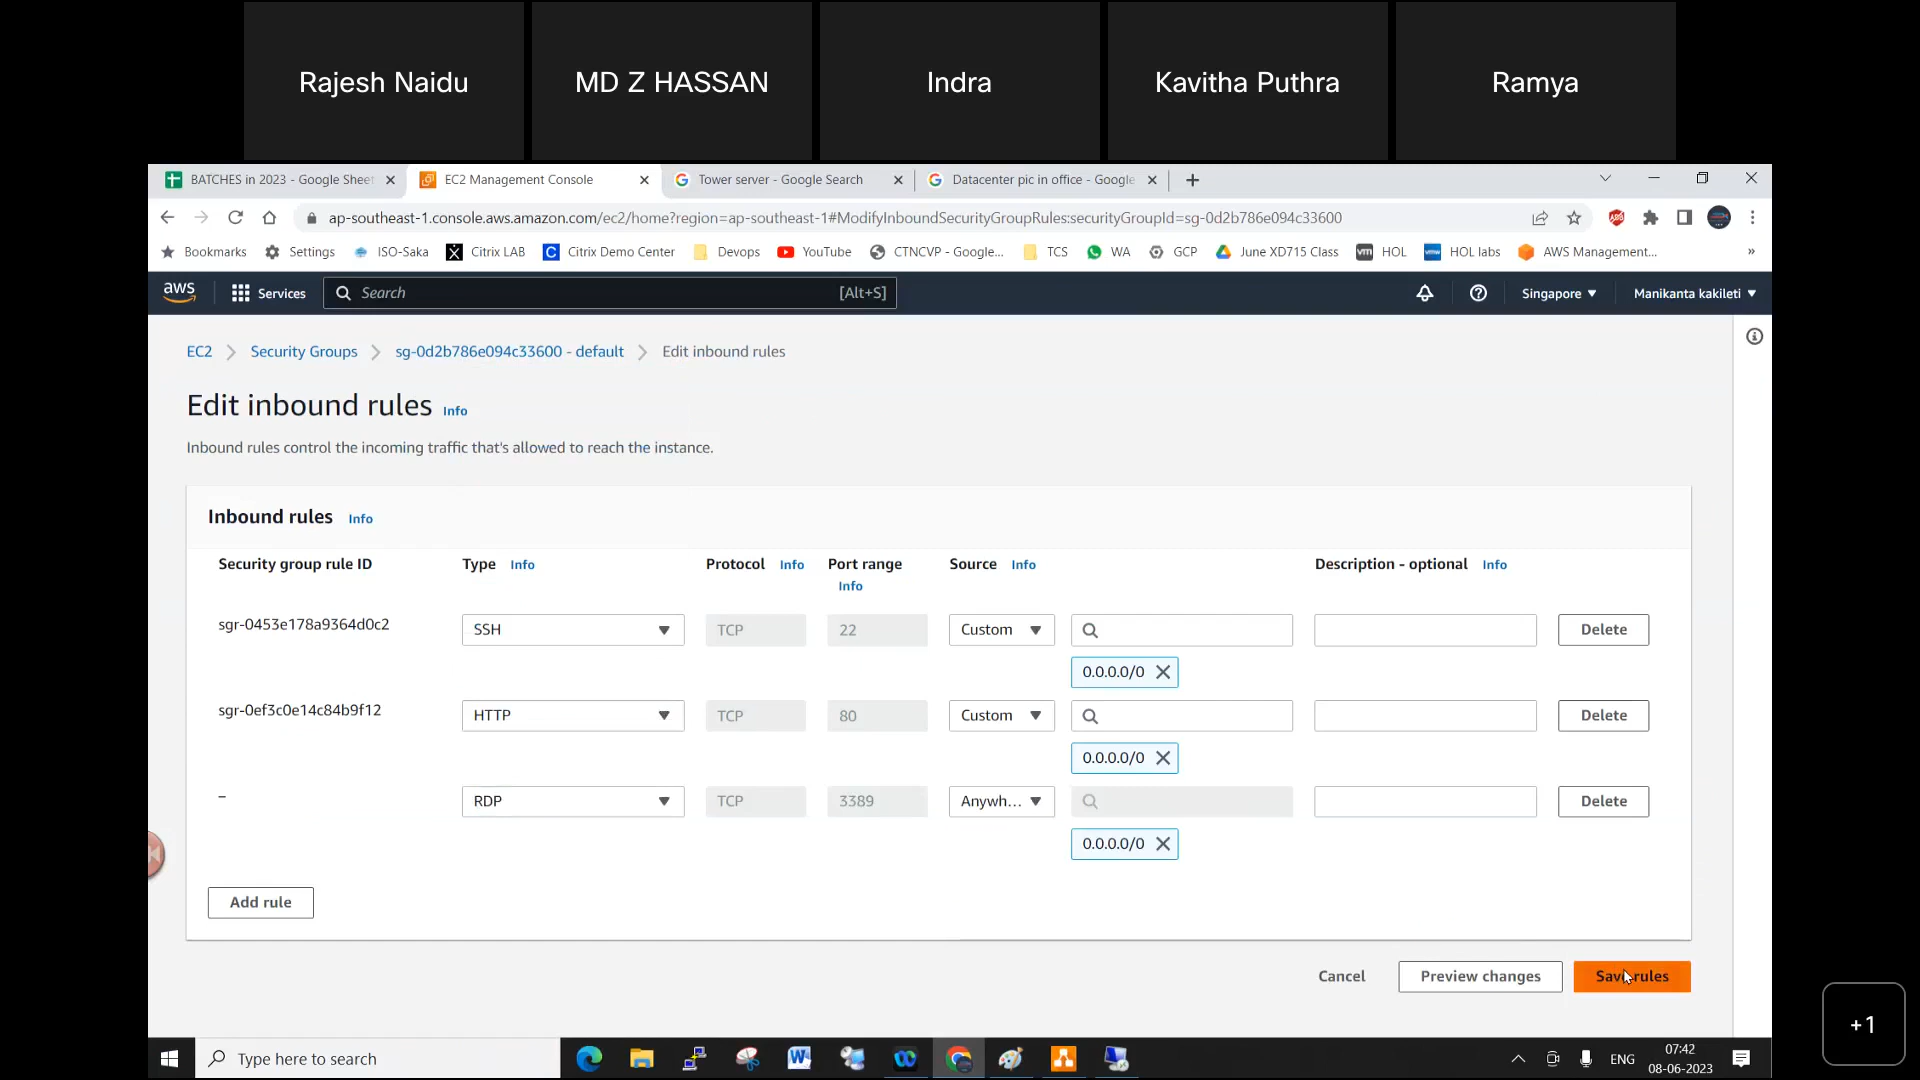 Rajesh Naidu
MD Z HASSAN
Indra
Kavitha Puthra
Ramya
BATCHES in 2023 - Google Sheet
EC2 Management Console
Tower server - Google Search
Datacenter pic in office - Google
ap-southeast-1.console.aws.amazon.com/ec2/home?region=ap-southeast-1#ModifyInboundSecurityGroupRules:securityGroupId=sg-0d2b786e094c33600
Bookmarks
Settings
ISO-Saka
Citrix LAB
Citrix Demo Center
Devops
YouTube
CTNCVP - Google...
TCS
WA
GCP
June XD715 Class
HOL
HOL labs
AWS Management...
»
aws
Services
Search
[Alt+S]
Singapore
Manikanta kakileti
EC2
Security Groups
sg-0d2b786e094c33600 - default
Edit inbound rules
Edit inbound rules Info
Inbound rules control the incoming traffic that's allowed to reach the instance.
Inbound rules Info
Security group rule ID
Type Info
Protocol Info
Port range
Info
Source Info
Description - optional Info
sgr-0453e178a9364d0c2
SSH
TCP
22
Custom
Delete
0.0.0.0/0
sgr-0ef3c0e14c84b9f12
HTTP
TCP
80
Custom
Delete
0.0.0.0/0
–
RDP
TCP
3389
Anywh...
Delete
0.0.0.0/0
Add rule
Cancel
Preview changes
Save rules
+1
Type here to search
ENG
07:42
08-06-2023